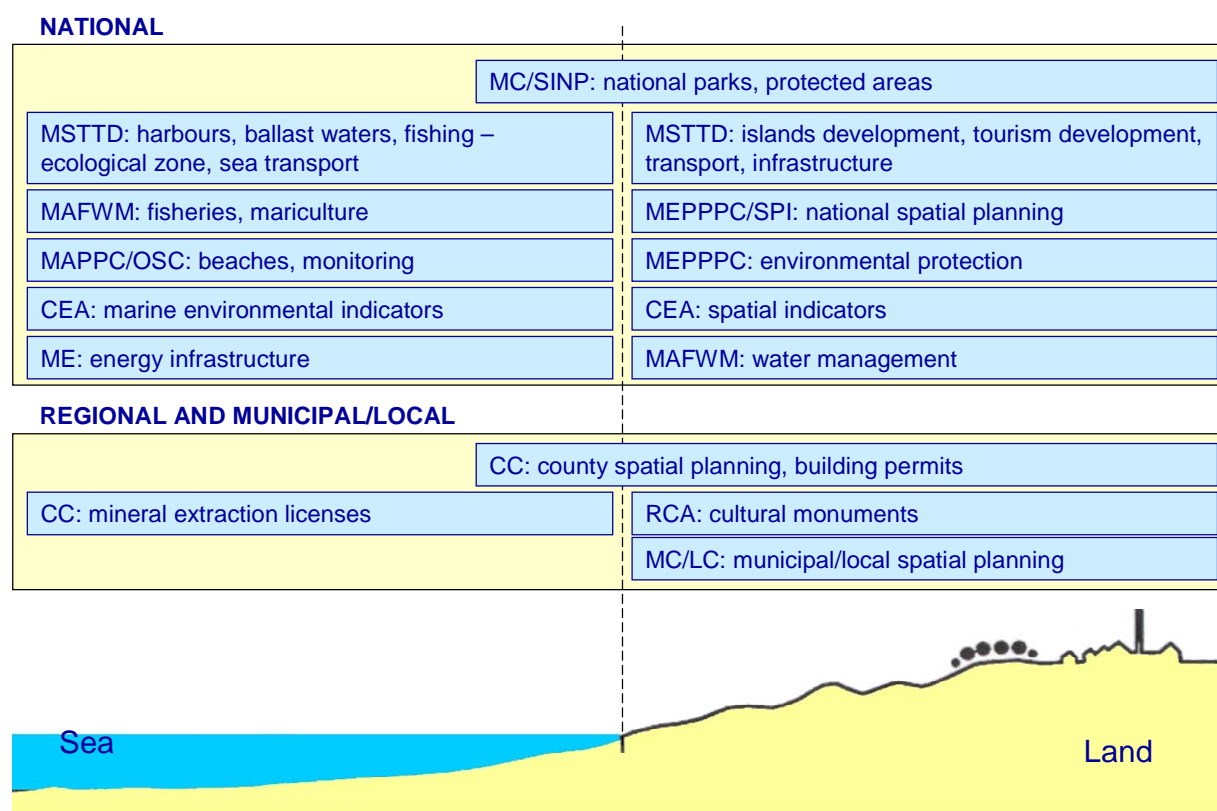 NATIONAL
MC/SINP: national parks, protected areas
MSTTD: harbours, ballast waters, fishing –
ecological zone, sea transport
MSTTD: islands development, tourism development,
transport, infrastructure
MAFWM: fisheries, mariculture
MEPPPC/SPI: national spatial planning
MAPPC/OSC: beaches, monitoring
MEPPPC: environmental protection
CEA: marine environmental indicators
CEA: spatial indicators
ME: energy infrastructure
MAFWM: water management
REGIONAL AND MUNICIPAL/LOCAL
CC: county spatial planning, building permits
CC: mineral extraction licenses
RCA: cultural monuments
MC/LC: municipal/local spatial planning
Sea
Land